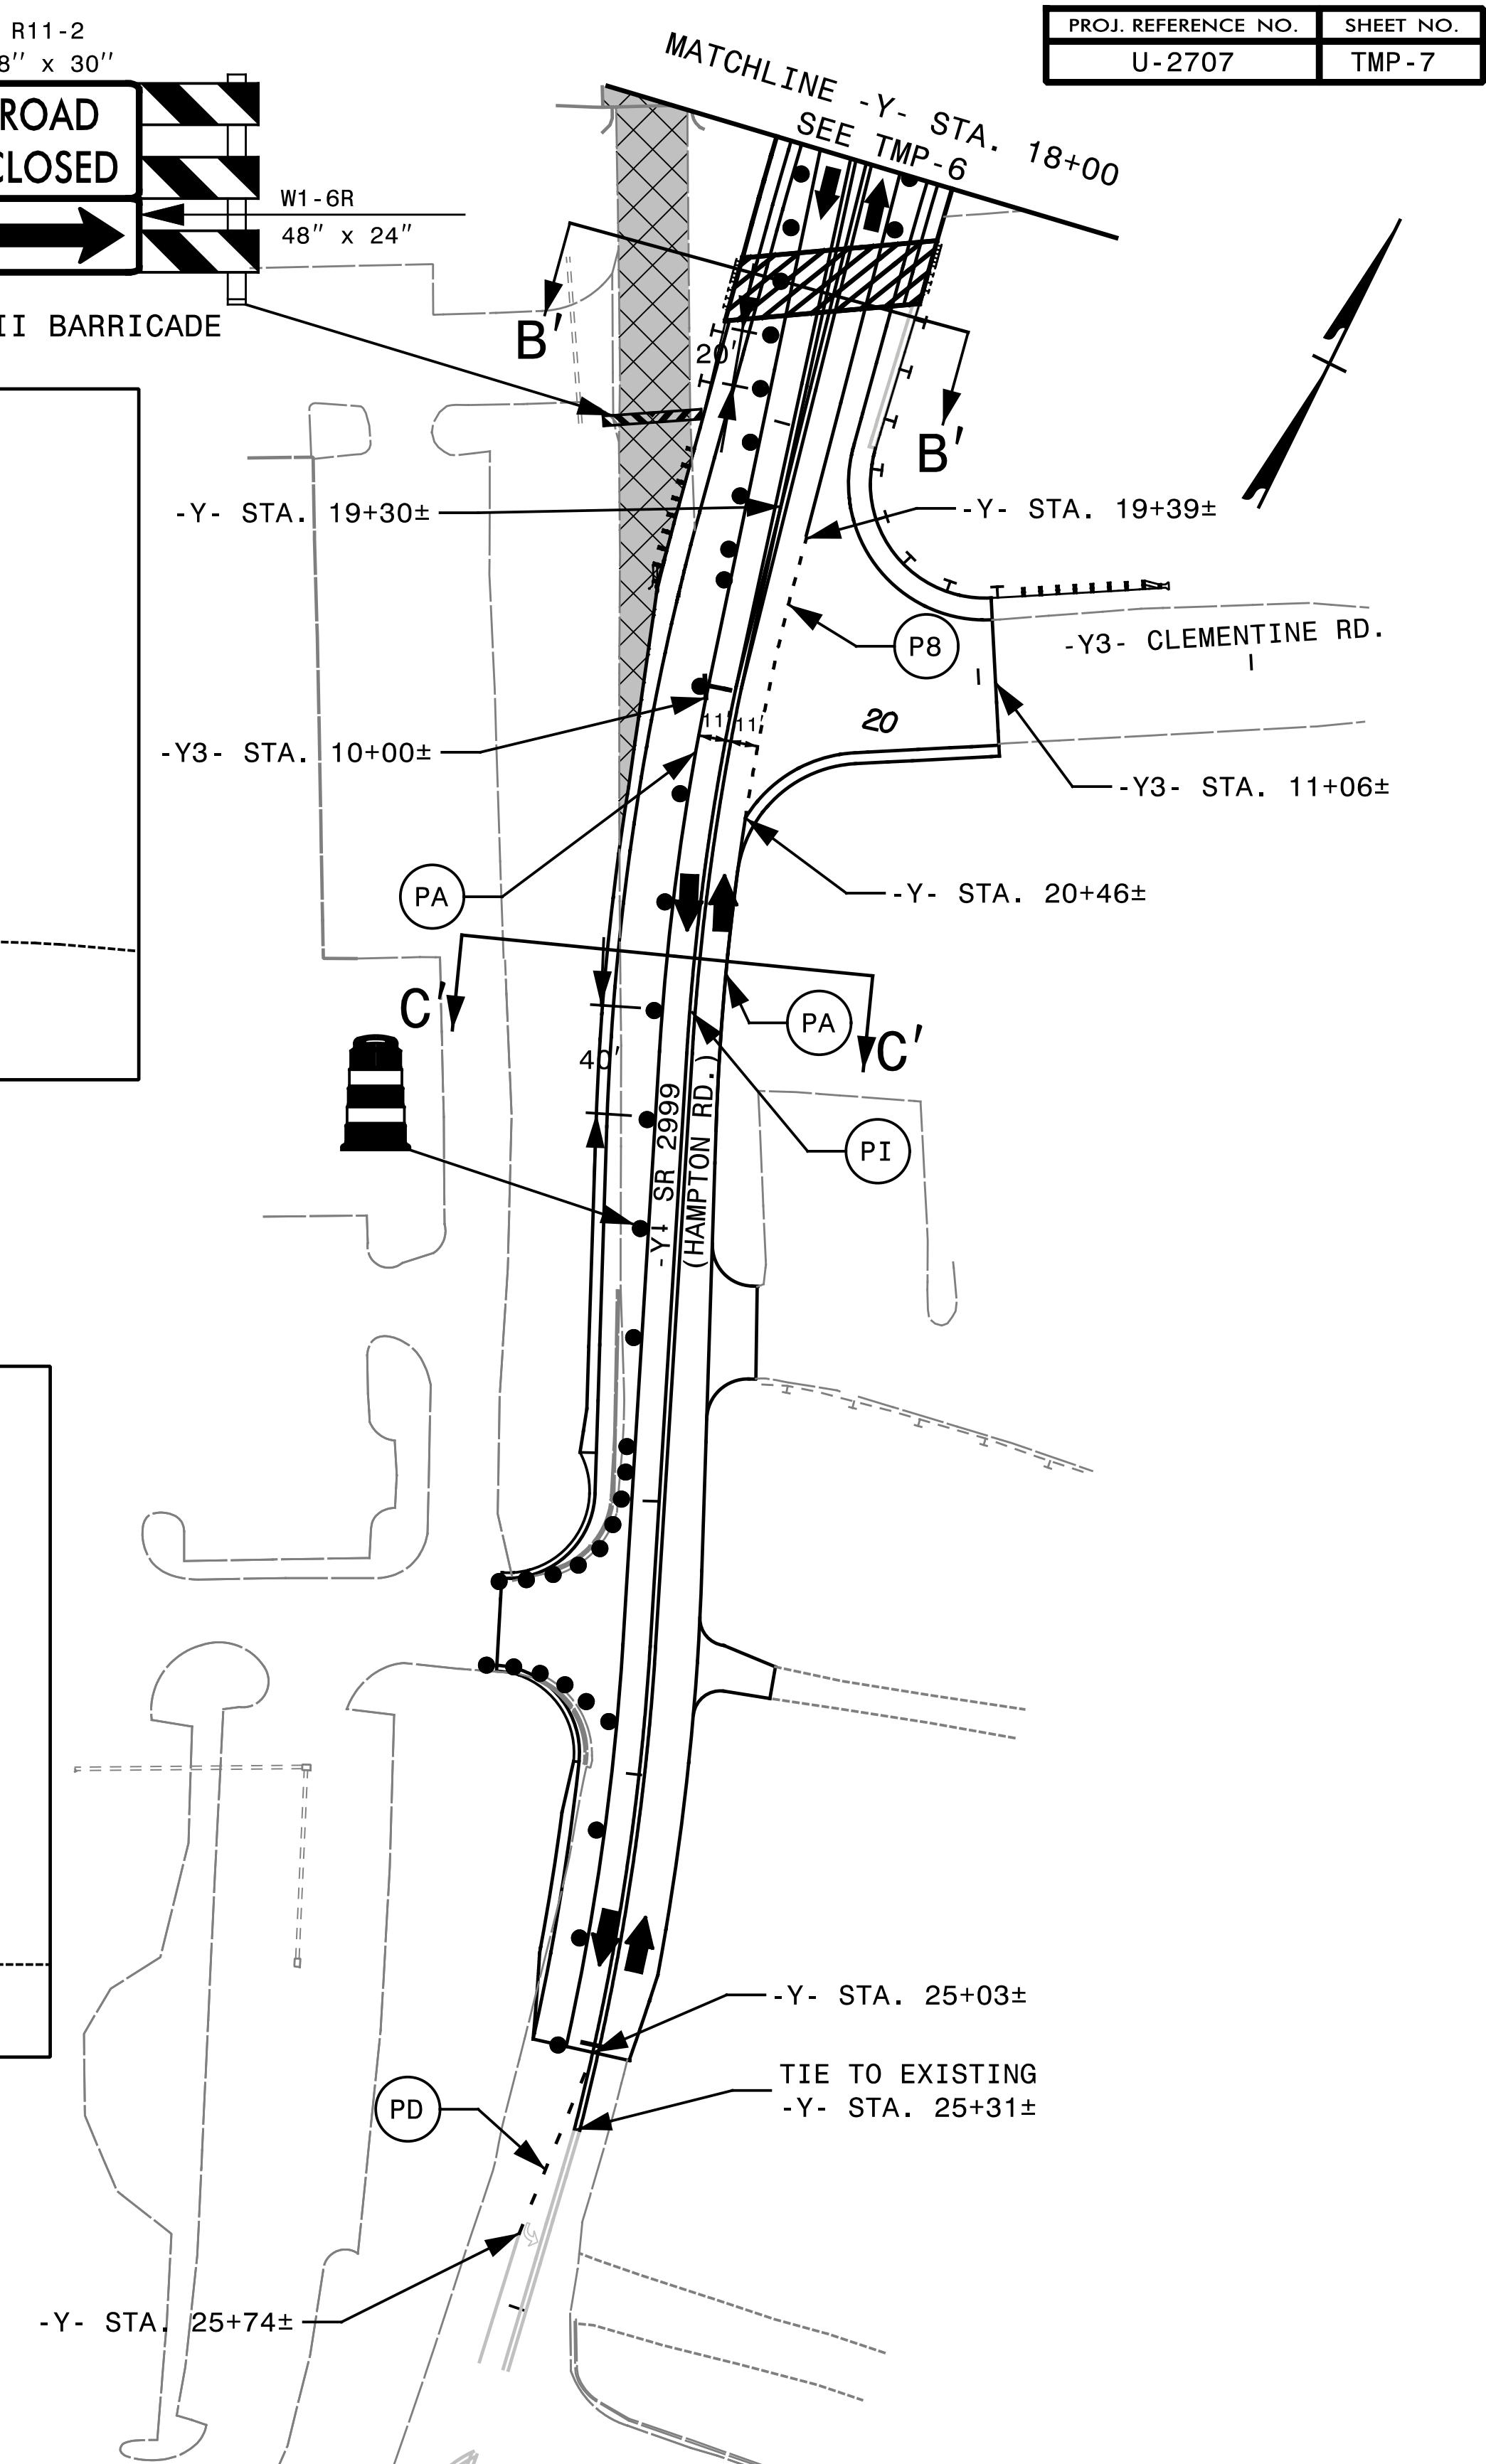 R11-2
8" x 30"
ROAD
CLOSED
W1-6R
48" x 24"
II BARRICADE
PROJ. REFERENCE NO.
SHEET NO.
U-2707
TMP-7
MATCHLINE -Y- STA. 18+00
SEE TMP-6
B'
20'
B'
-Y- STA. 19+30±
-Y- STA. 19+39±
P8
-Y3- CLEMENTINE RD.
20
11'
11'
-Y3- STA. 10+00±
-Y3- STA. 11+06±
PA
-Y- STA. 20+46±
C'
PA
C'
40'
-Y- SR 2999
(HAMPTON RD.)
PI
-Y- STA. 25+03±
TIE TO EXISTING
-Y- STA. 25+31±
PD
-Y- STA. 25+74±